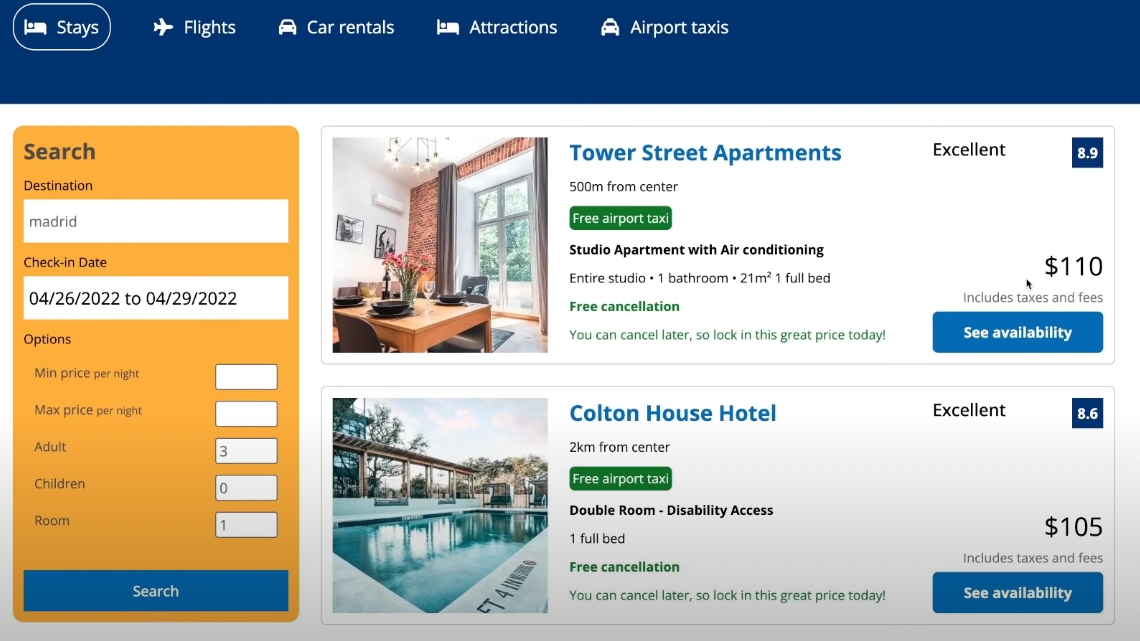 Stays Flights Car rentals Attractions Airport taxis
Search
Destination
madrid
Check-in Date
04/26/2022 to 04/29/2022
Options
Min price per night
Max price per night
Adult 3
Children 0
Room 1
Search
Tower Street Apartments
500m from center
Free airport taxi
Studio Apartment with Air conditioning
Entire studio • 1 bathroom • 21m² 1 full bed
Free cancellation
You can cancel later, so lock in this great price today!
Excellent 8.9
$110
Includes taxes and fees
See availability
Colton House Hotel
2km from center
Free airport taxi
Double Room - Disability Access
1 full bed
Free cancellation
You can cancel later, so lock in this great price today!
Excellent 8.6
$105
Includes taxes and fees
See availability